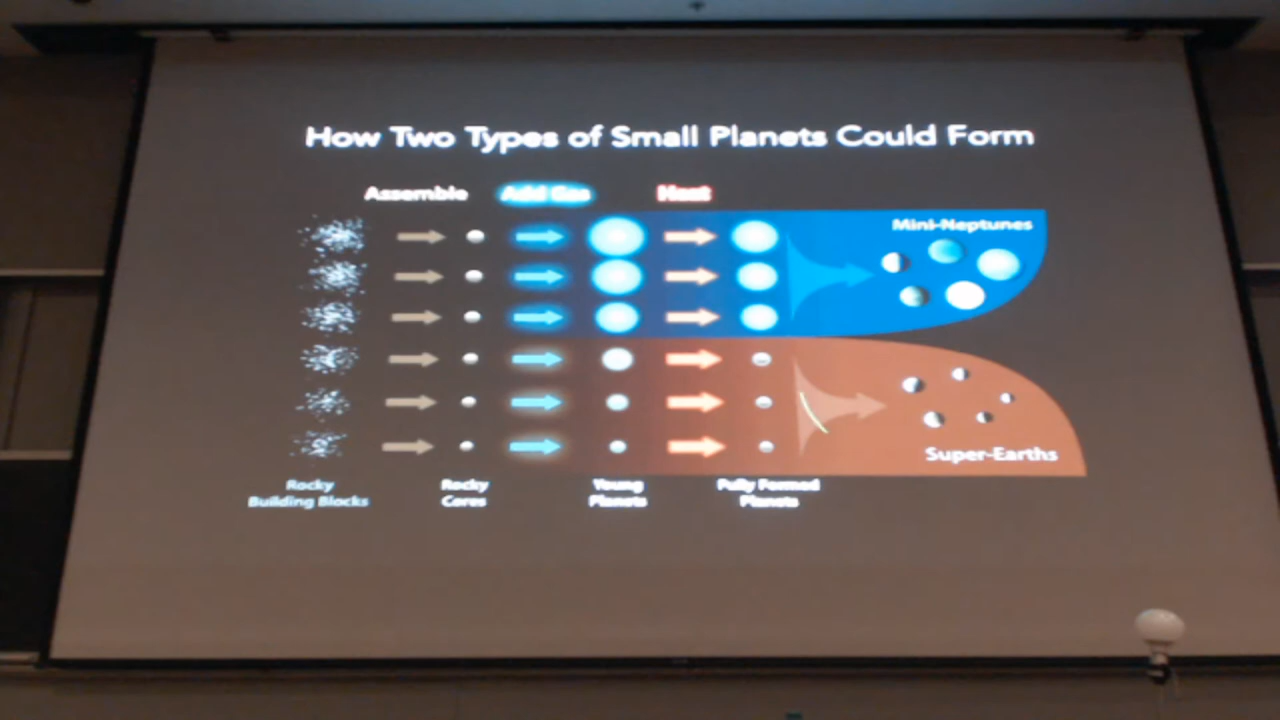 How Two Types of Small Planets Could Form
Assemble Add Gas Heat
Mini-Neptunes
Super-Earths
Rocky
Building Blocks
Rocky
Cores
Young
Planets
Fully Formed
Planets